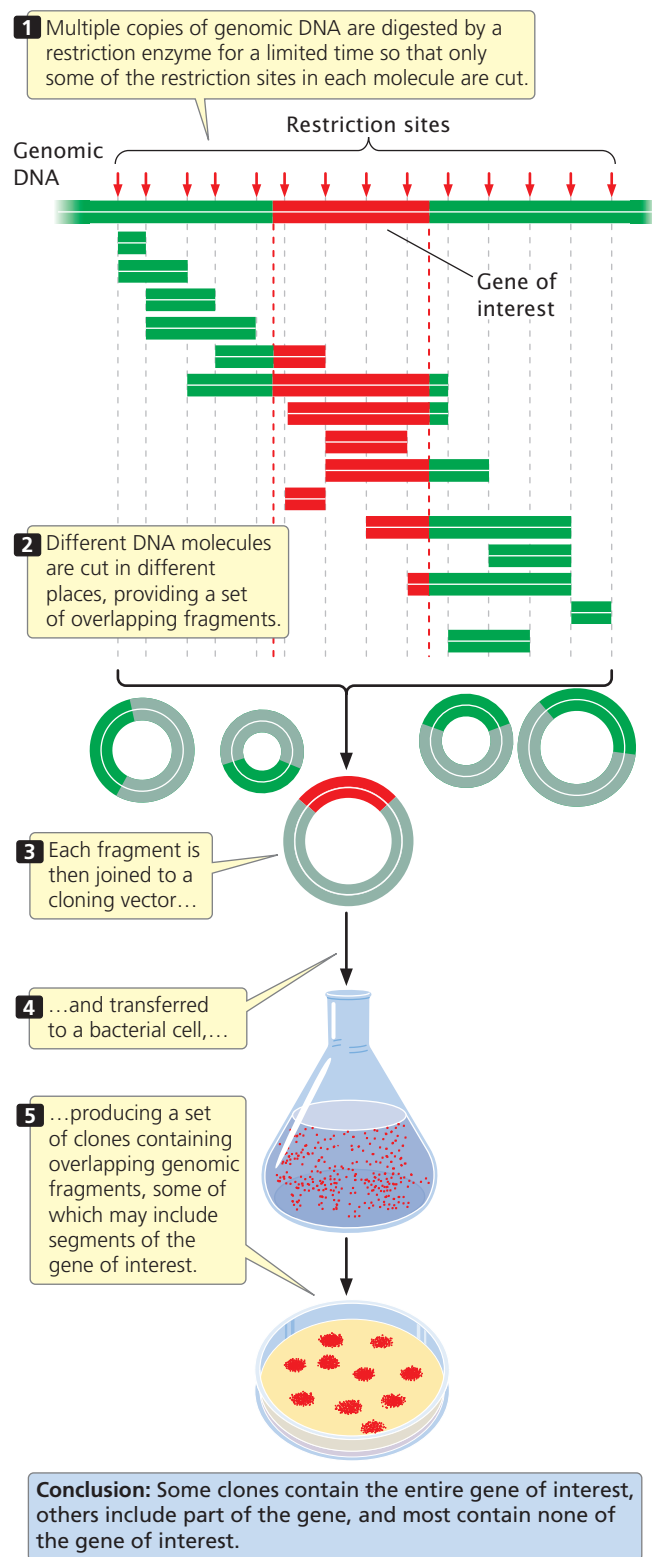 1 Multiple copies of genomic DNA are digested by a
restriction enzyme for a limited time so that only
some of the restriction sites in each molecule are cut.
Restriction sites
Genomic
DNA
Gene of
interest
2 Different DNA molecules
are cut in different
places, providing a set
of overlapping fragments.
3 Each fragment is
then joined to a
cloning vector…
4 …and transferred
to a bacterial cell,…
5 …producing a set
of clones containing
overlapping genomic
fragments, some of
which may include
segments of the
gene of interest.
Conclusion: Some clones contain the entire gene of interest,
others include part of the gene, and most contain none of
the gene of interest.